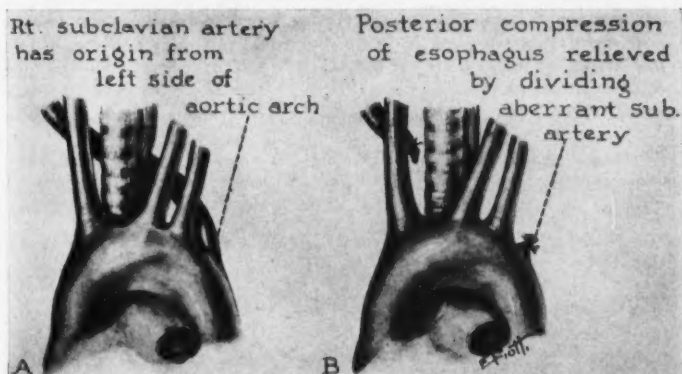 Rt. subclavian artery
has origin from
left side of
aortic arch
A
Posterior compression
of esophagus relieved
by dividing
aberrant sub.
artery
B